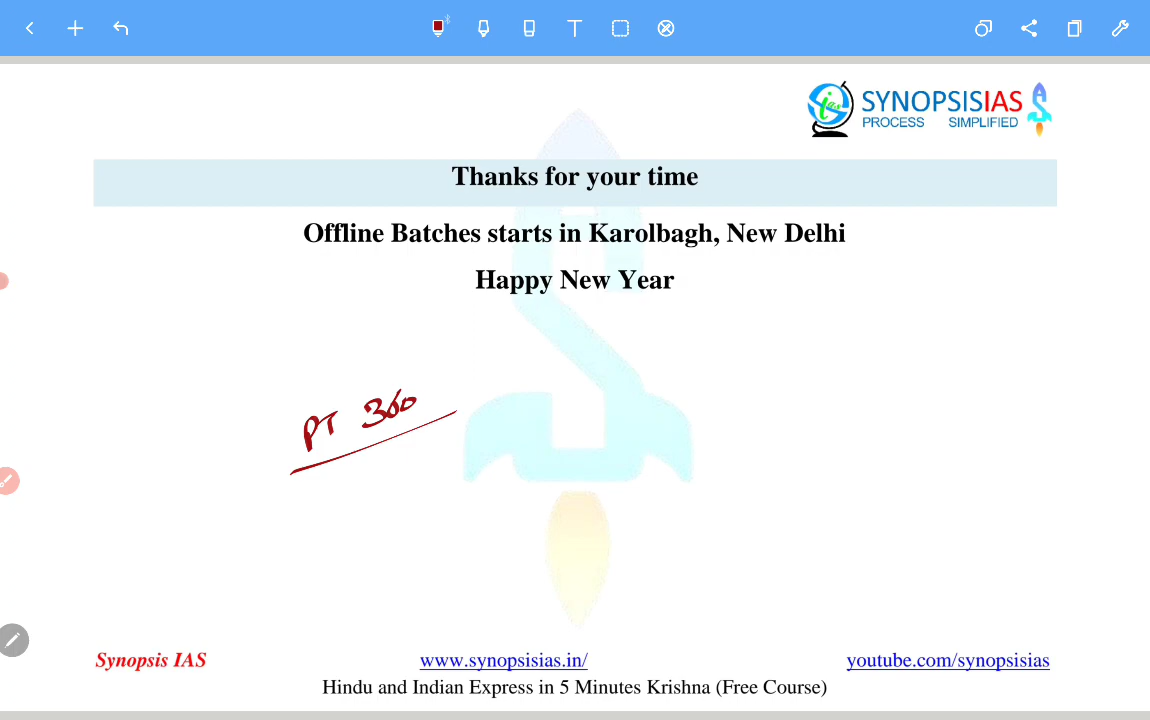 SYNOPSISIAS
PROCESS SIMPLIFIED
Thanks for your time
Offline Batches starts in Karolbagh, New Delhi
Happy New Year
PT 360
Synopsis IAS www.synopsisias.in/ youtube.com/synopsisias
Hindu and Indian Express in 5 Minutes Krishna (Free Course)